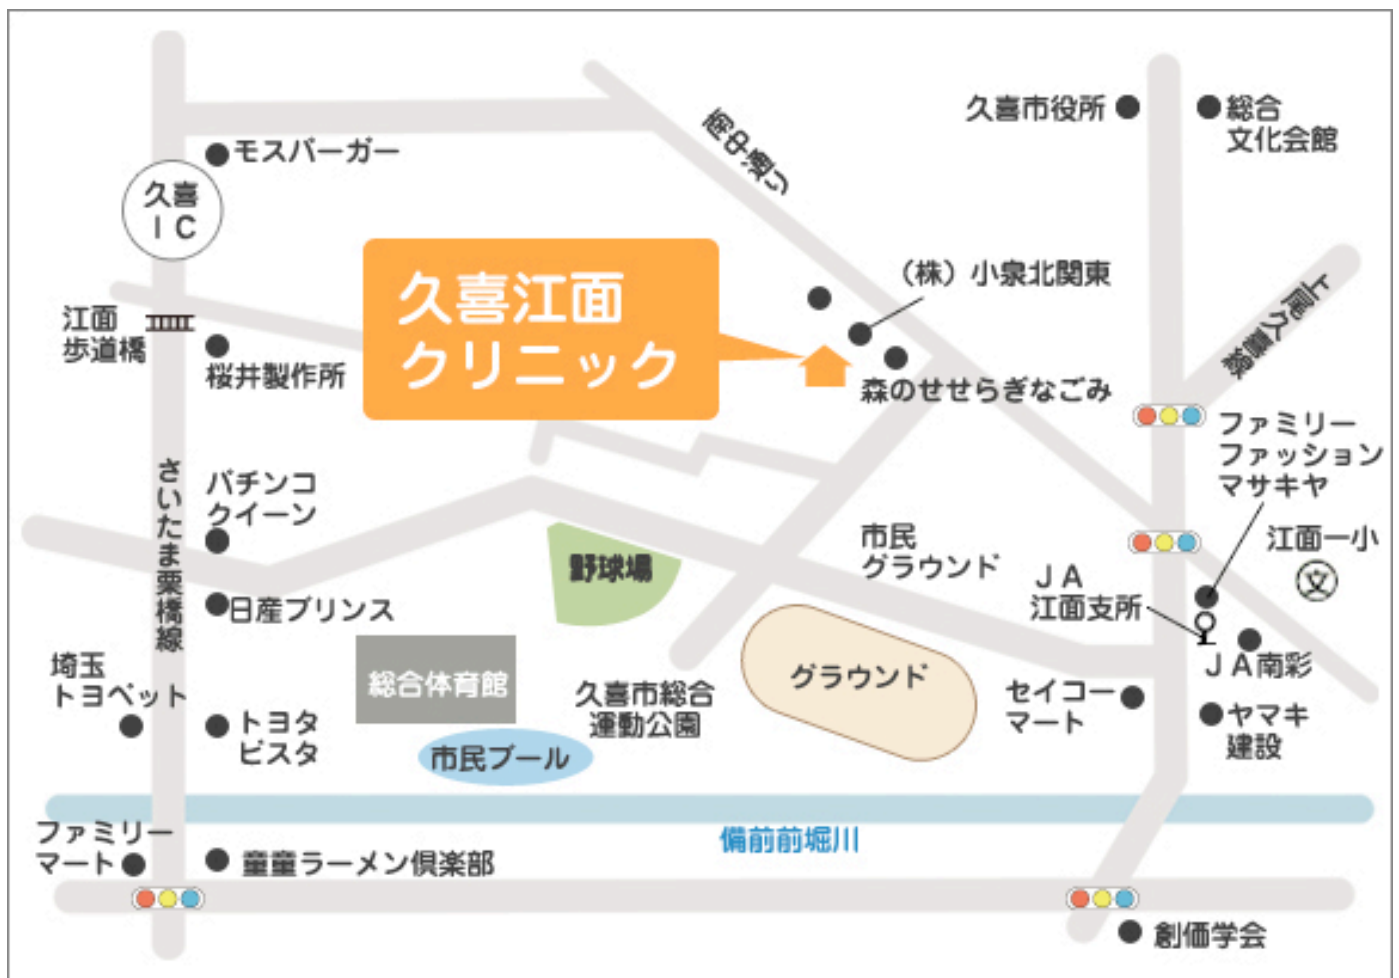 久喜市役所
総合
文化会館
南中通り
モスバーガー
久喜
ＩＣ
久喜江面
クリニック
（株）小泉北関東
上尾久喜線
江面
歩道橋
桜井製作所
森のせせらぎなごみ
ファミリー
ファッション
マサキヤ
さいたま栗橋線
パチンコ
クイーン
野球場
市民
グラウンド
江面一小
文
ＪＡ
江面支所
日産プリンス
埼玉
トヨペット
総合体育館
久喜市総合
運動公園
グラウンド
ＪＡ南彩
セイコー
マート
ヤマキ
建設
トヨタ
ビスタ
市民プール
ファミリー
マート
童童ラーメン倶楽部
備前前堀川
創価学会